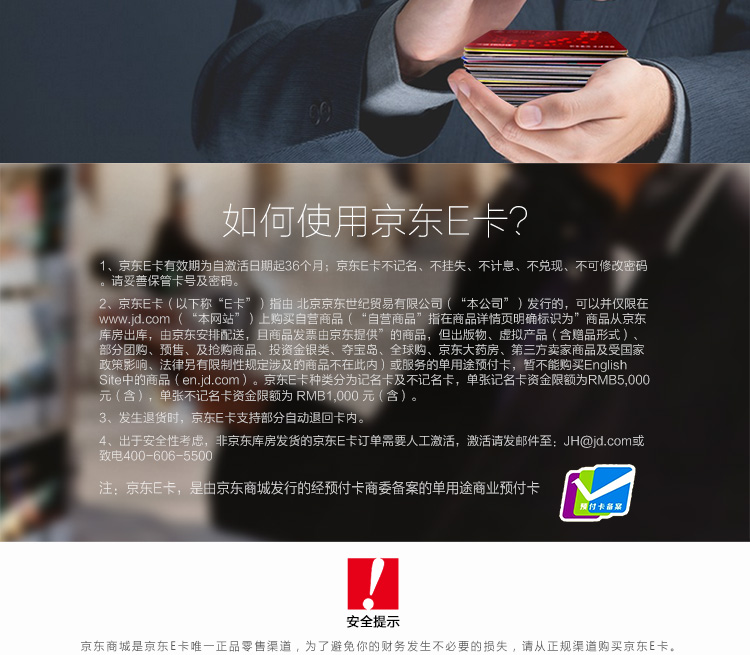 如何使用京东E卡?
1、京东E卡有效期为自激活日期起36个月；京东E卡不记名、不挂失、不计息、不兑现、不可修改密码
。请妥善保管卡号及密码。
2、京东E卡（以下称“E卡”）指由 北京京东世纪贸易有限公司（“本公司”）发行的，可以并仅限在
www.jd.com （“本网站”）上购买自营商品（“自营商品”指在商品详情页明确标识为”商品从京东
库房出库，由京东安排配送，且商品发票由京东提供”的商品，但出版物、虚拟产品（含赠品形式）、
部分团购、预售、及抢购商品、投资金银类、夺宝岛、全球购、京东大药房、第三方卖家商品及受国家
政策影响、法律另有限制性规定涉及的商品不在此内）或服务的单用途预付卡，暂不能购买English
Site中的商品（en.jd.com）。京东E卡种类分为记名卡及不记名卡，单张记名卡资金限额为RMB5,000
元（含），单张不记名卡资金限额为 RMB1,000 元（含）。
3、发生退货时，京东E卡支持部分自动退回卡内。
4、出于安全性考虑，非京东库房发货的京东E卡订单需要人工激活，激活请发邮件至：JH@jd.com或
致电400-606-5500
注：京东E卡，是由京东商城发行的经预付卡商委备案的单用途商业预付卡
预付卡备案
安全提示
京东商城是京东E卡唯一正品零售渠道，为了避免你的财务发生不必要的损失，请从正规渠道购买京东E卡。